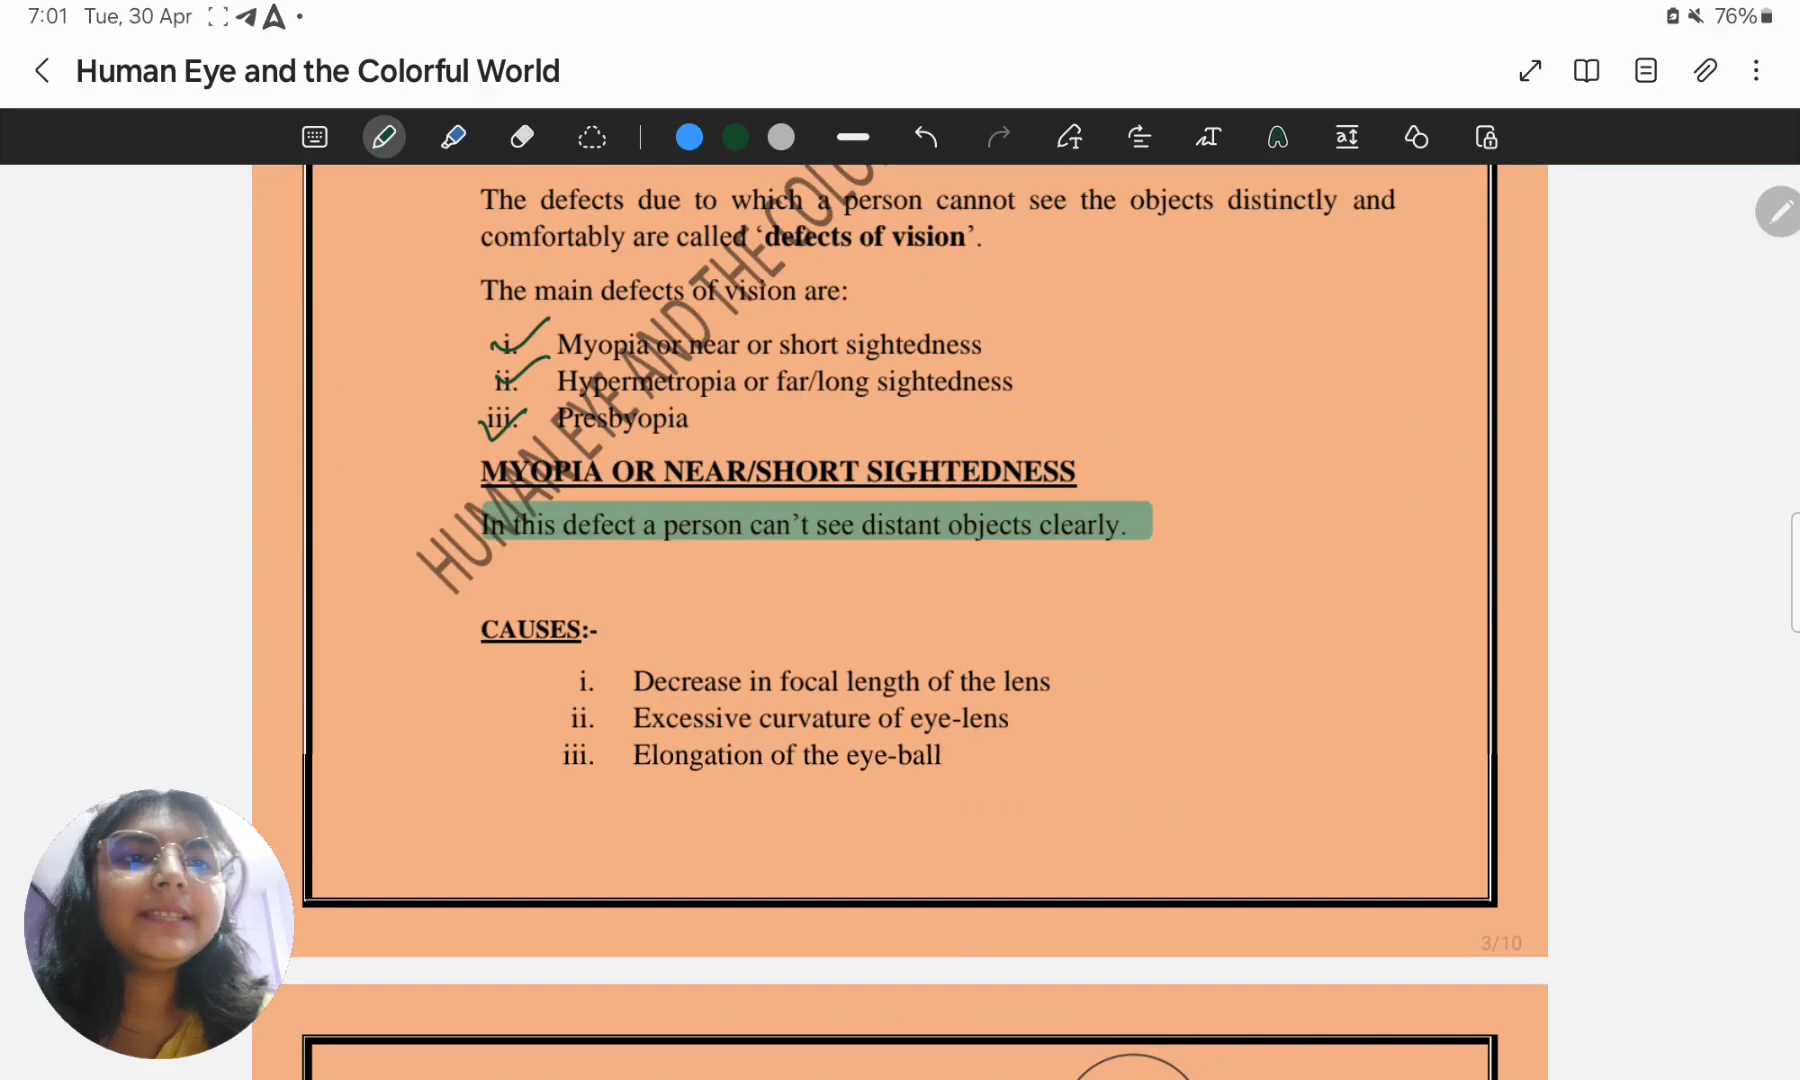 7:01 Tue, 30 Apr
76%
Human Eye and the Colorful World
The defects due to which a person cannot see the objects distinctly and
comfortably are called ‘defects of vision’.
The main defects of vision are:
i. Myopia or near or short sightedness
ii. Hypermetropia or far/long sightedness
iii. Presbyopia
HUMAN EYE AND THE COLO
MYOPIA OR NEAR/SHORT SIGHTEDNESS
In this defect a person can’t see distant objects clearly.
CAUSES:-
i. Decrease in focal length of the lens
ii. Excessive curvature of eye-lens
iii. Elongation of the eye-ball
3/10